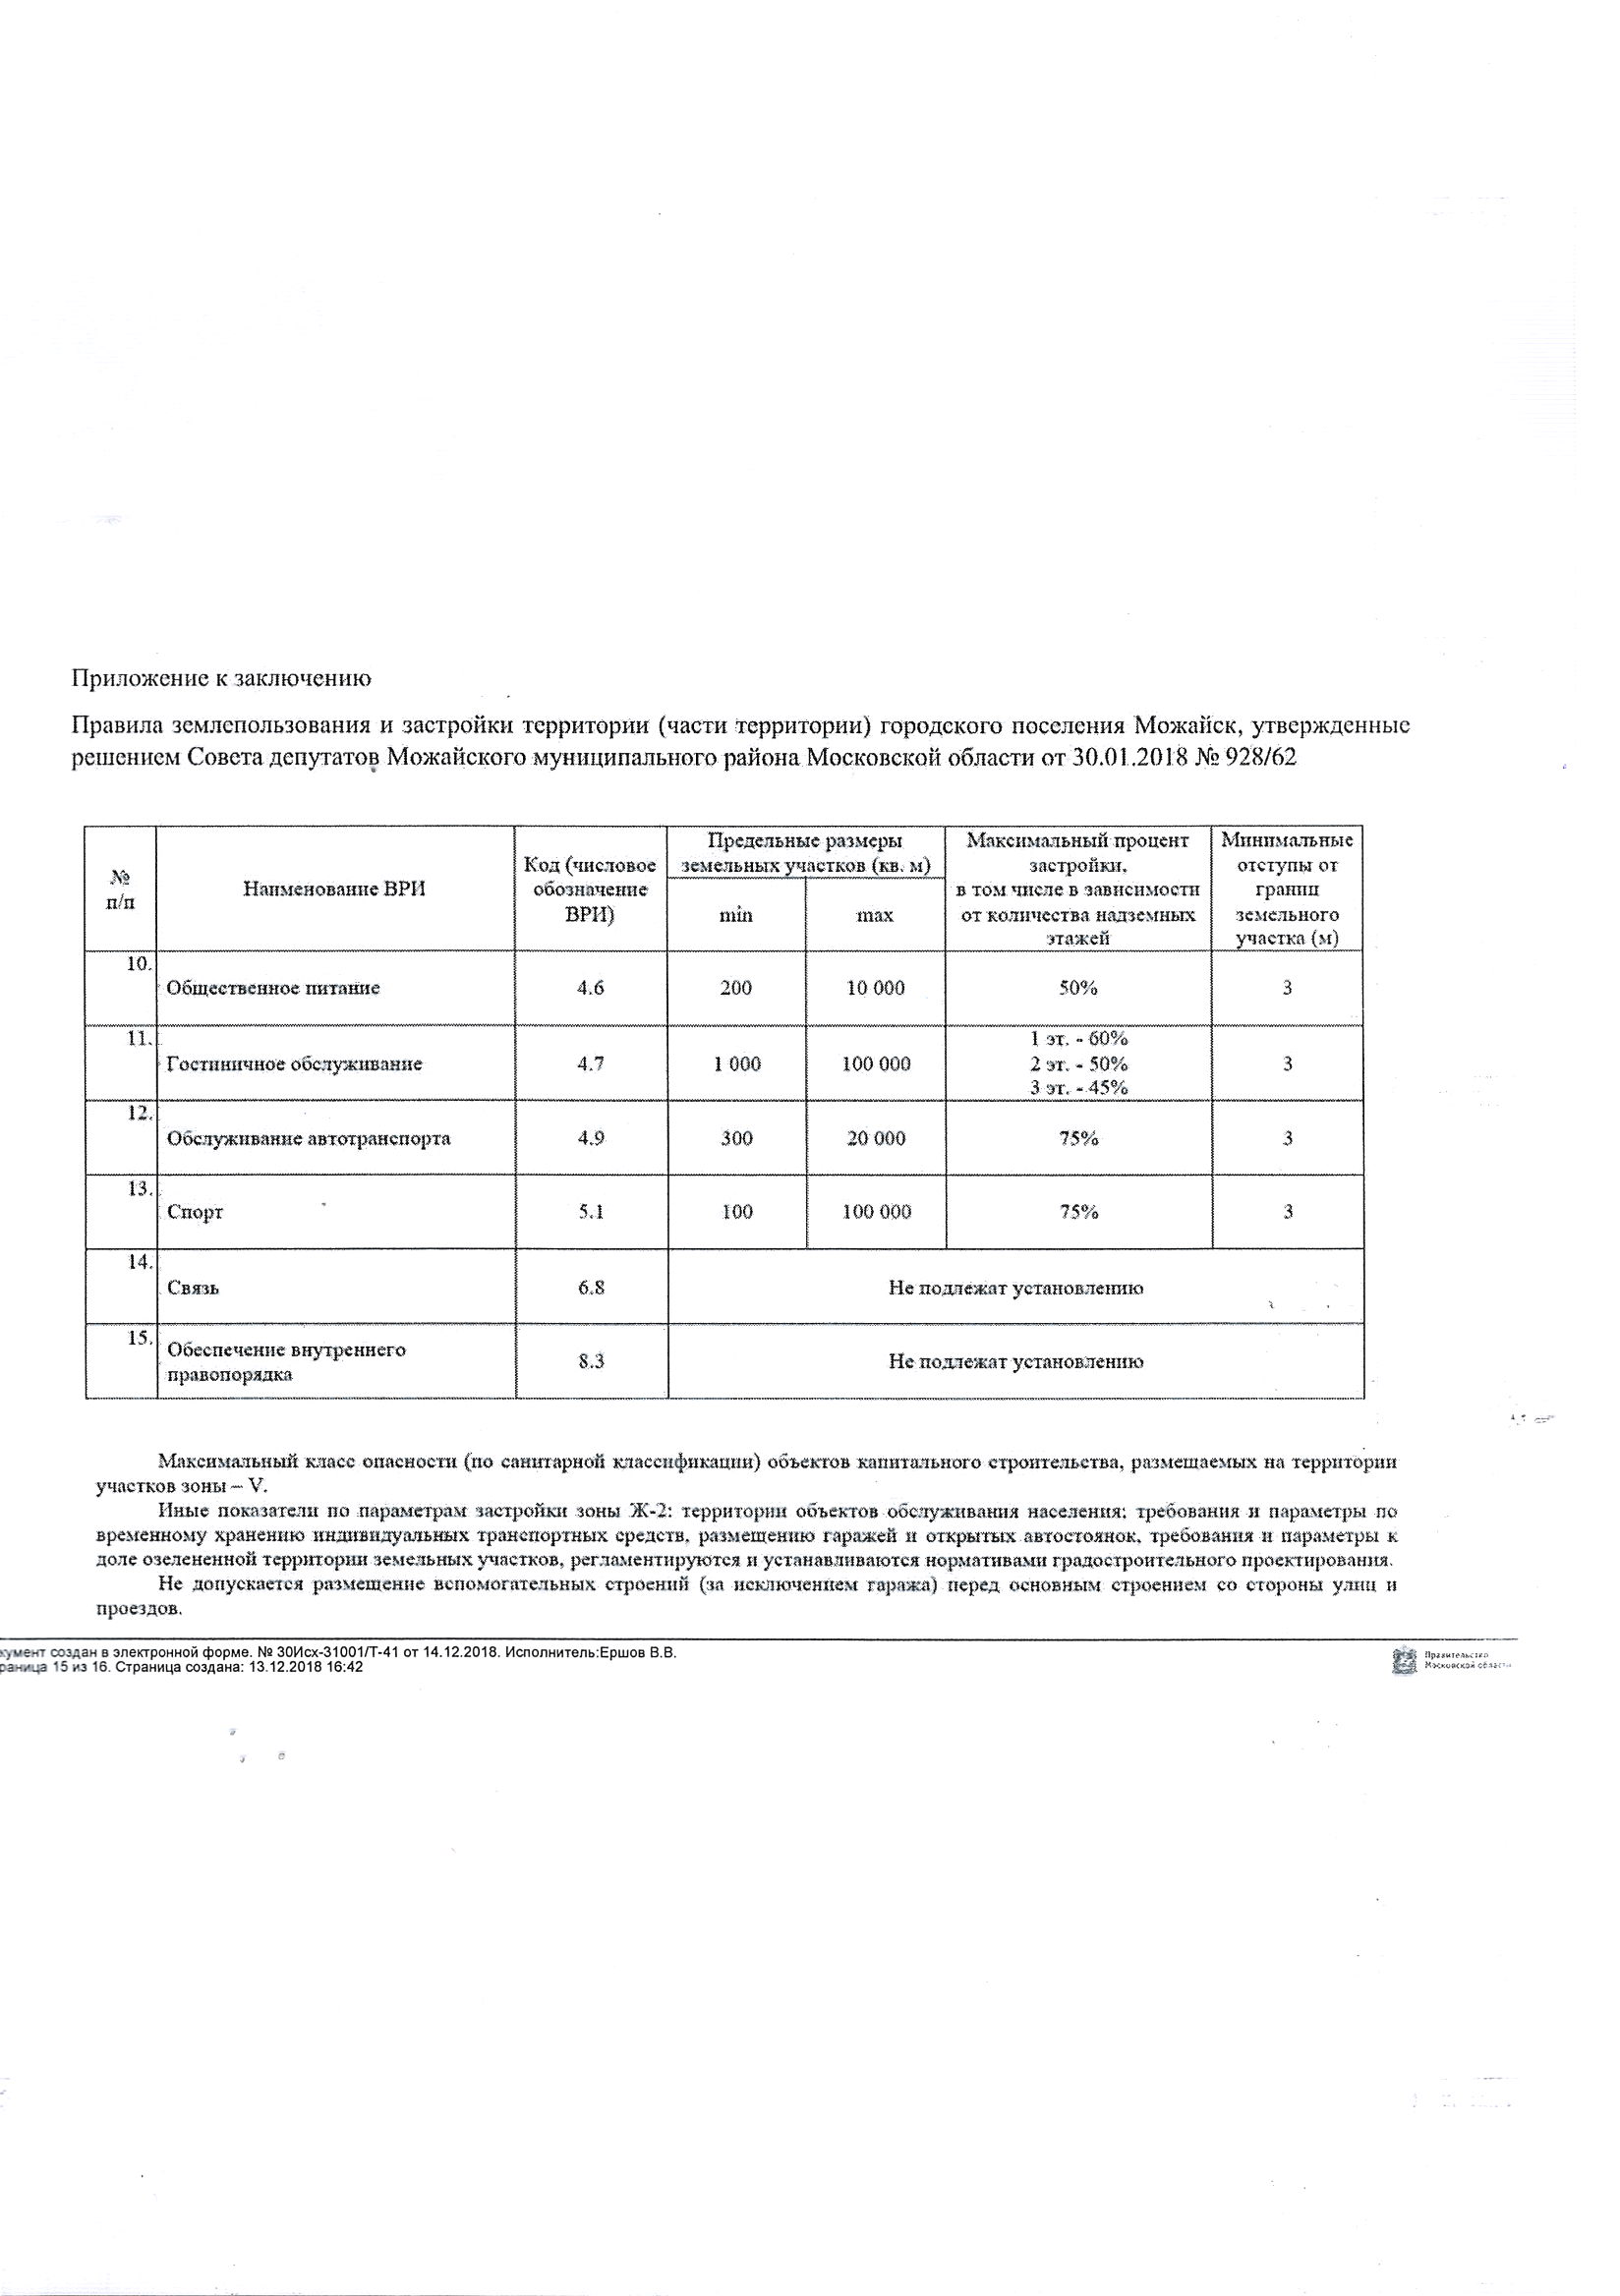 Приложение к заключению
Правила землепользования и застройки территории (части территории) городского поселения Можайск, утвержденные
решением Совета депутатов Можайского муниципального района Московской области от 30.01.2018 № 928/62
№
п/п
Наименование ВРИ
Код (числовое
обозначение
ВРИ)
Предельные размеры
земельных участков (кв. м)
min
max
Максимальный процент
застройки,
в том числе в зависимости
от количества надземных
этажей
Минимальные
отступы от
границ
земельного
участка (м)
10.
Общественное питание
4.6
200
10 000
50%
3
11.
Гостиничное обслуживание
4.7
1 000
100 000
1 эт. - 60%
2 эт. - 50%
3 эт. - 45%
3
12.
Обслуживание автотранспорта
4.9
300
20 000
75%
3
13.
Спорт
5.1
100
100 000
75%
3
14.
Связь
6.8
Не подлежат установлению
15.
Обеспечение внутреннего
правопорядка
8.3
Не подлежат установлению
Максимальный класс опасности (по санитарной классификации) объектов капитального строительства, размещаемых на территории
участков зоны – V.
Иные показатели по параметрам застройки зоны Ж-2: территории объектов обслуживания населения; требования и параметры по
временному хранению индивидуальных транспортных средств, размещению гаражей и открытых автостоянок, требования и параметры к
доле озелененной территории земельных участков, регламентируются и устанавливаются нормативами градостроительного проектирования.
Не допускается размещение вспомогательных строений (за исключением гаража) перед основным строением со стороны улиц и
проездов.
кумент создан в электронной форме. № 30Исх-31001/Т-41 от 14.12.2018. Исполнитель:Ершов В.В.
раница 15 из 16. Страница создана: 13.12.2018 16:42
Правительство
Московской области